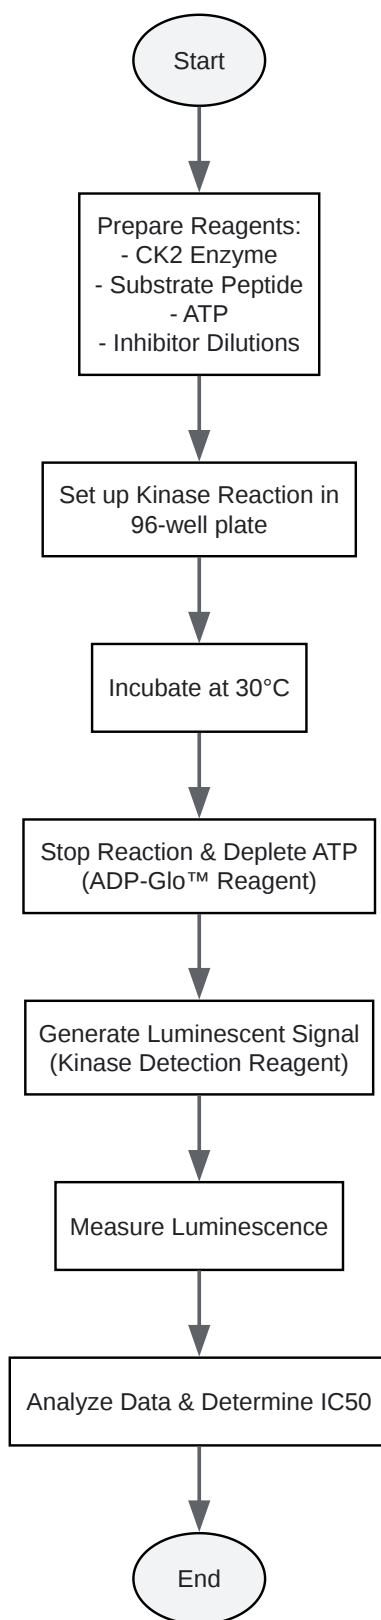 Start
Prepare Reagents:
- CK2 Enzyme
- Substrate Peptide
- ATP
- Inhibitor Dilutions
Set up Kinase Reaction in
96-well plate
Incubate at 30°C
Stop Reaction & Deplete ATP
(ADP-Glo™ Reagent)
Generate Luminescent Signal
(Kinase Detection Reagent)
Measure Luminescence
Analyze Data & Determine IC50
End